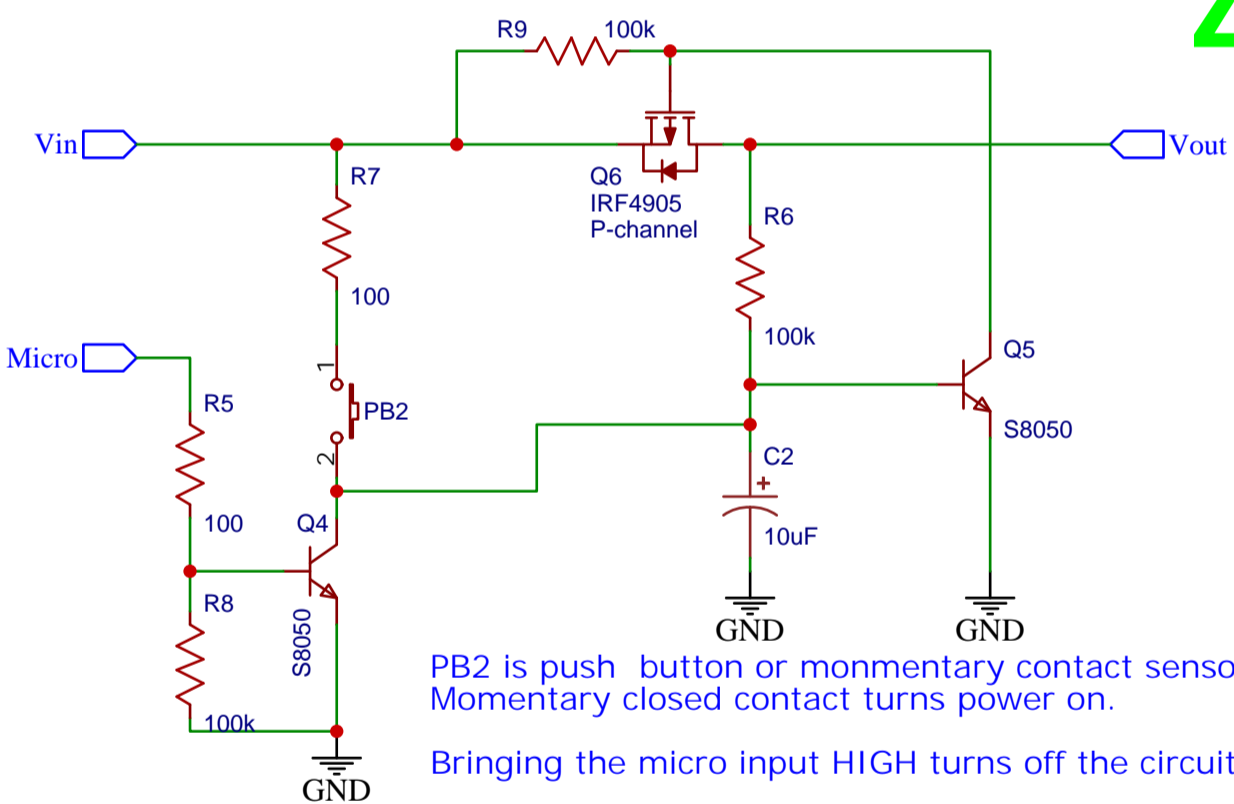 R9 100k
Vin
Vout
R7
Q6
IRF4905
P-channel
R6
100
100k
Micro
1
Q5
R5
PB2
S8050
2
C2
+
Q4
100
10uF
R8
S8050
GND
GND
PB2 is push button or monmentary contact senso
Momentary closed contact turns power on.
100k
Bringing the micro input HIGH turns off the circuit
GND